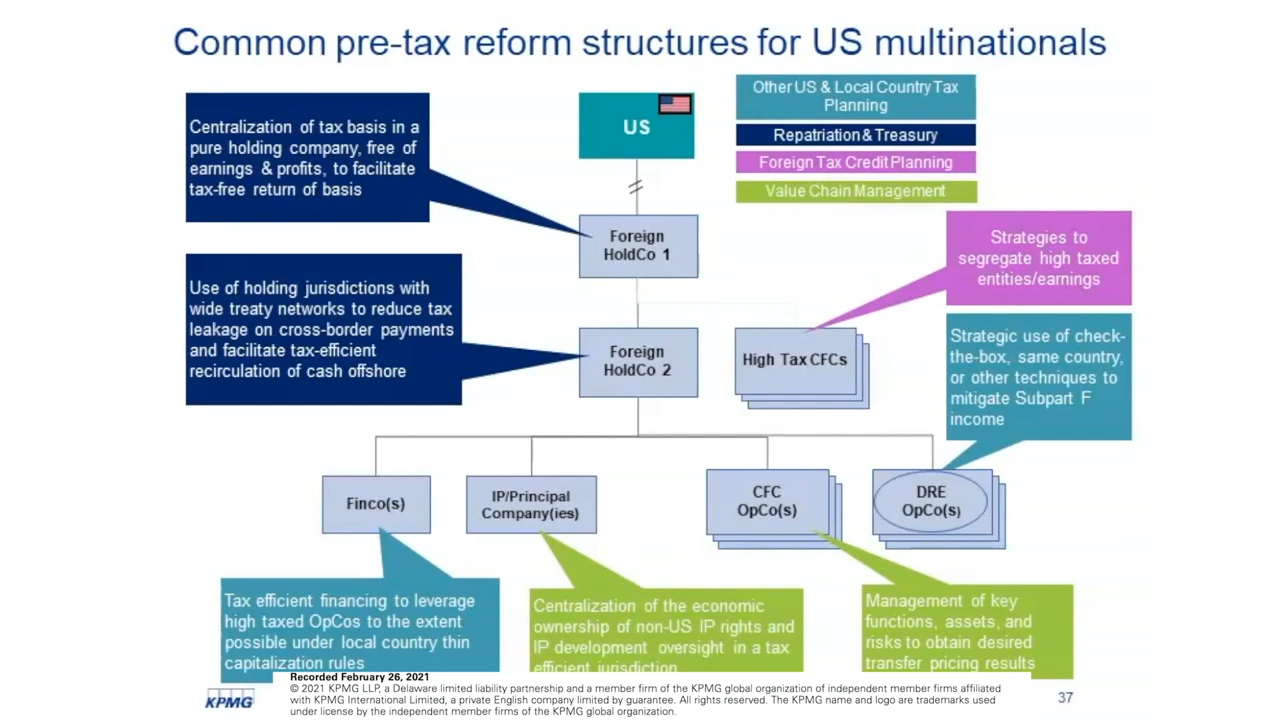 Common pre-tax reform structures for US multinationals
Centralization of tax basis in a
pure holding company, free of
earnings & profits, to facilitate
tax-free return of basis
US
Other US & Local Country Tax
Planning
Repatriation & Treasury
Foreign Tax Credit Planning
Value Chain Management
Foreign
HoldCo 1
Strategies to
segregate high taxed
entities/earnings
Use of holding jurisdictions with
wide treaty networks to reduce tax
leakage on cross-border payments
and facilitate tax-efficient
recirculation of cash offshore
Foreign
HoldCo 2
High Tax CFCs
Strategic use of check-
the-box, same country,
or other techniques to
mitigate Subpart F
income
Finco(s)
IP/Principal
Company(ies)
CFC
OpCo(s)
DRE
OpCo(s)
Tax efficient financing to leverage
high taxed OpCos to the extent
possible under local country thin
capitalization rules
Centralization of the economic
ownership of non-US IP rights and
IP development oversight in a tax
efficient jurisdiction
Management of key
functions, assets, and
risks to obtain desired
transfer pricing results
Recorded February 26, 2021
KPMG
© 2021 KPMG LLP, a Delaware limited liability partnership and a member firm of the KPMG global organization of independent member firms affiliated
with KPMG International Limited, a private English company limited by guarantee. All rights reserved. The KPMG name and logo are trademarks used
under license by the independent member firms of the KPMG global organization.
37